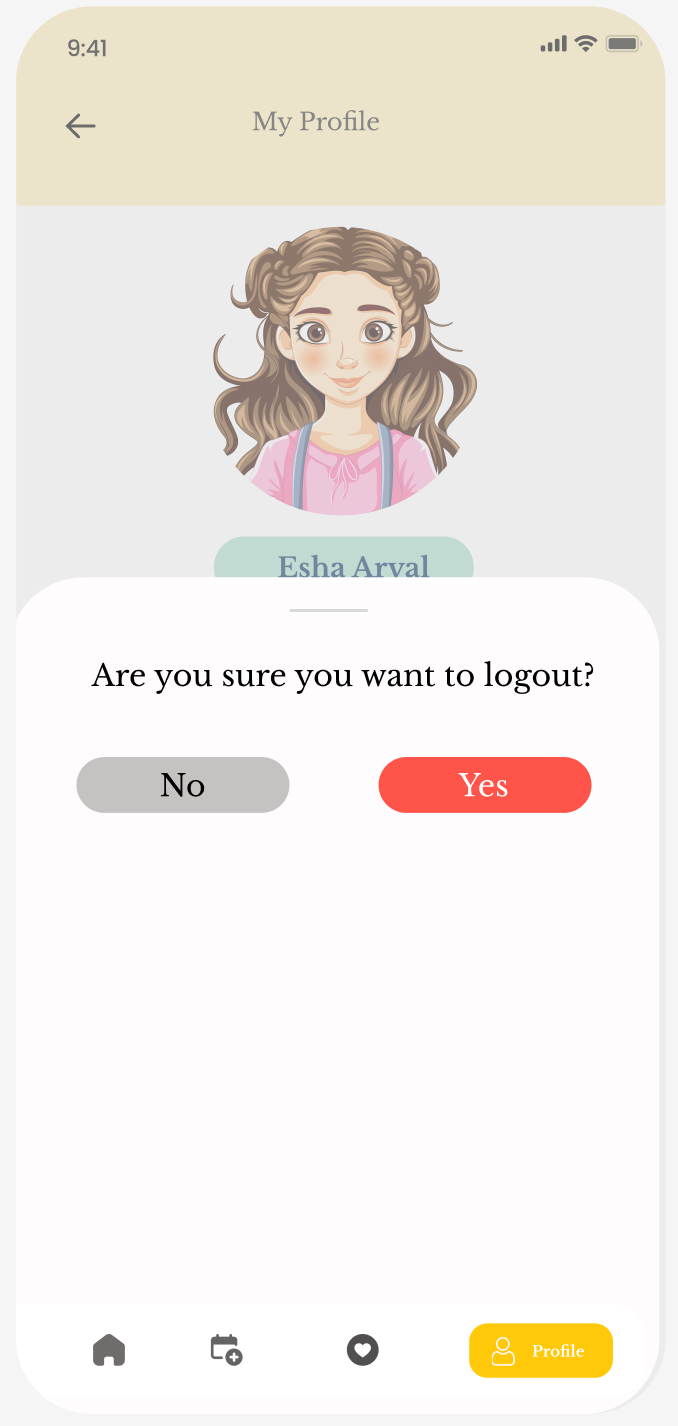 9:41
My Profile
Esha Arval
Are you sure you want to logout?
No
Yes
Profile